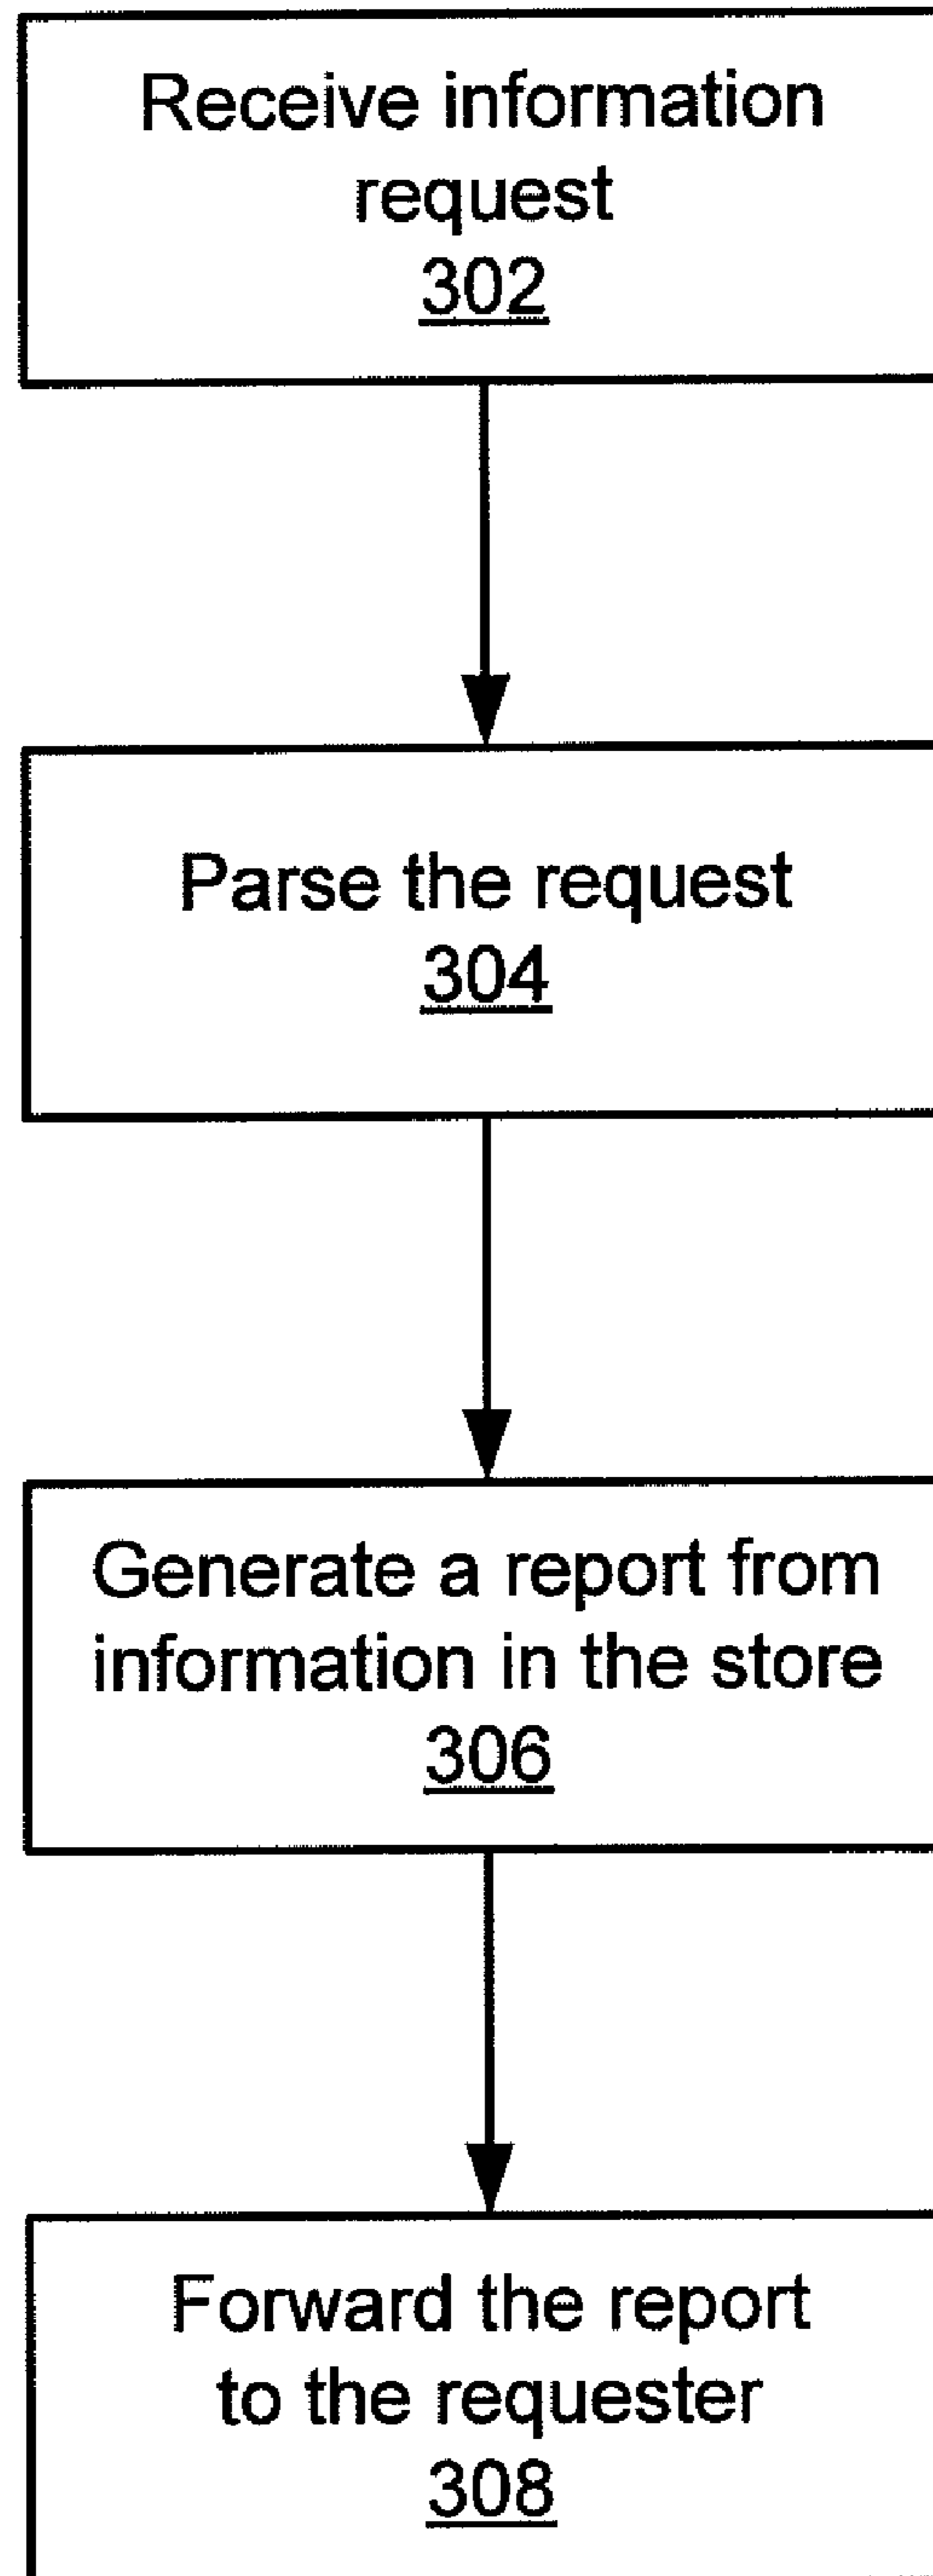 Receive information
request
302
Parse the request
304
Generate a report from
information in the store
306
Forward the report
to the requester
308